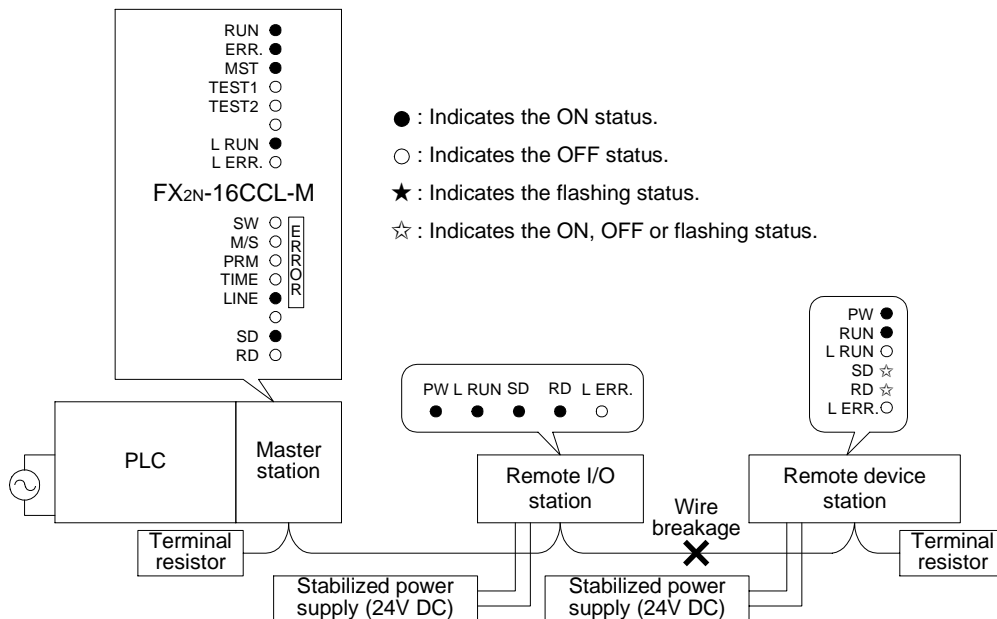 RUN
ERR.
MST
TEST1
TEST2
L RUN
L ERR.
FX2N-16CCL-M
SW
M/S
PRM
TIME
LINE
ERROR
SD
RD
● : Indicates the ON status.
○ : Indicates the OFF status.
★ : Indicates the flashing status.
☆ : Indicates the ON, OFF or flashing status.
PW L RUN SD RD L ERR.
PW
RUN
L RUN
SD
RD
L ERR.
PLC
Master
station
Remote I/O
station
Wire
breakage
Remote device
station
Terminal
resistor
Terminal
resistor
Stabilized power
supply (24V DC)
Stabilized power
supply (24V DC)